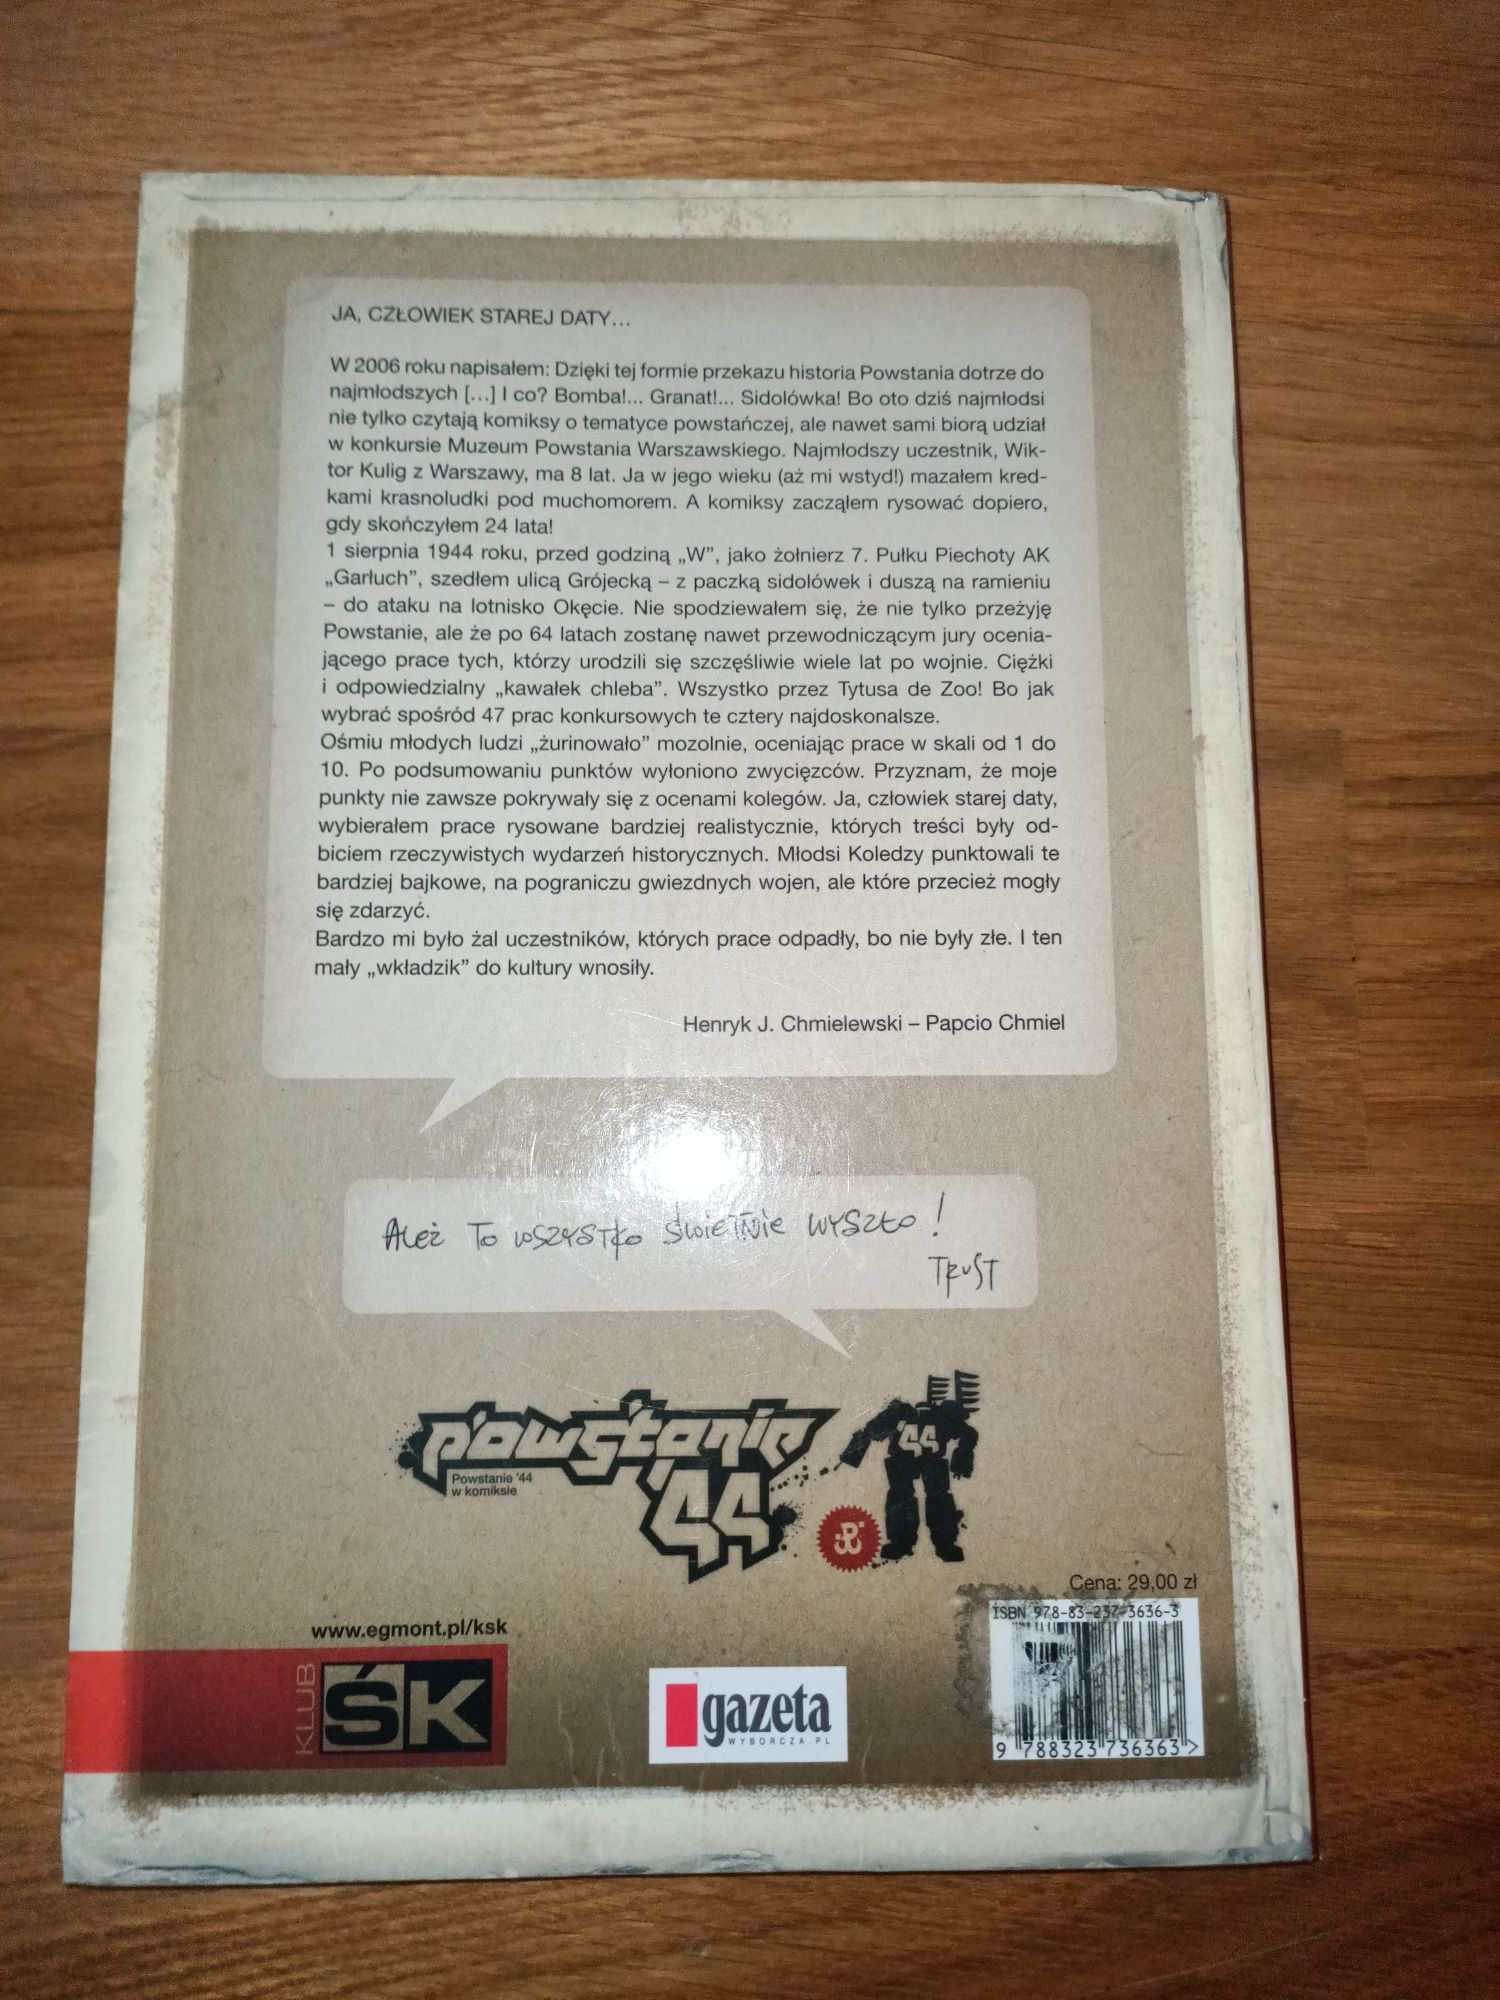 JA, CZŁOWIEK STAREJ DATY...
W 2006 roku napisałem: Dzięki tej formie przekazu historia Powstania dotrze do
najmłodszych [...] I co? Bomba!... Granat!... Sidolówka! Bo oto dziś najmłodsi
nie tylko czytają komiksy o tematyce powstańczej, ale nawet sami biorą udział
w konkursie Muzeum Powstania Warszawskiego. Najmłodszy uczestnik, Wik-
tor Kulig z Warszawy, ma 8 lat. Ja w jego wieku (aż mi wstyd!) mazałem kred-
kami krasnoludki pod muchomorem. A komiksy zacząłem rysować dopiero,
gdy skończyłem 24 lata!
1 sierpnia 1944 roku, przed godziną „W”, jako żołnierz 7. Pułku Piechoty AK
„Garłuch”, szedłem ulicą Grójecką – z paczką sidolówek i duszą na ramieniu
– do ataku na lotnisko Okęcie. Nie spodziewałem się, że nie tylko przeżyję
Powstanie, ale że po 64 latach zostanę nawet przewodniczącym jury ocenia-
jącego prace tych, którzy urodzili się szczęśliwie wiele lat po wojnie. Ciężki
i odpowiedzialny „kawałek chleba”. Wszystko przez Tytusa de Zoo! Bo jak
wybrać spośród 47 prac konkursowych te cztery najdoskonalsze.
Ośmiu młodych ludzi „żurinowało” mozolnie, oceniając prace w skali od 1 do
10. Po podsumowaniu punktów wyłoniono zwycięzców. Przyznam, że moje
punkty nie zawsze pokrywały się z ocenami kolegów. Ja, człowiek starej daty,
wybierałem prace rysowane bardziej realistycznie, których treści były od-
biciem rzeczywistych wydarzeń historycznych. Młodsi Koledzy punktowali te
bardziej bajkowe, na pograniczu gwiezdnych wojen, ale które przecież mogły
się zdarzyć.
Bardzo mi było żal uczestników, których prace odpadły, bo nie były złe. I ten
mały „wkładzik” do kultury wnosiły.
Henryk J. Chmielewski – Papcio Chmiel
Ależ to wszystko świetnie wyszło!
TRUST
powstanie
44
Powstanie '44
w komiksie
44
Cena: 29,00 zł
ISBN 978-83-237-3636-3
9 788323 736363 >
www.egmont.pl/ksk
KLUB
ŚK
gazeta
WYBORCZA.PL